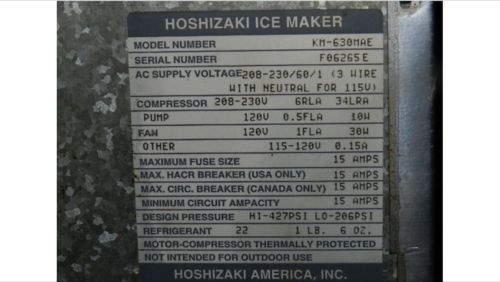 HOSHIZAKI ICE MAKER
MODEL NUMBER KM-630MAE
SERIAL NUMBER F06265E
AC SUPPLY VOLTAGE 208-230/60/1 (3 WIRE
WITH NEUTRAL FOR 115V)
COMPRESSOR 208-230V 6RLA 34LRA
PUMP 120V 0.5FLA 10W
FAN 120V 1FLA 30W
OTHER 115-120V 0.15A
MAXIMUM FUSE SIZE 15 AMPS
MAX. HACR BREAKER (USA ONLY) 15 AMPS
MAX. CIRC. BREAKER (CANADA ONLY) 15 AMPS
MINIMUM CIRCUIT AMPACITY 15 AMPS
DESIGN PRESSURE HI-427PSI LO-206PSI
REFRIGERANT 22 1 LB. 6 OZ.
MOTOR-COMPRESSOR THERMALLY PROTECTED
NOT INTENDED FOR OUTDOOR USE
HOSHIZAKI AMERICA, INC.